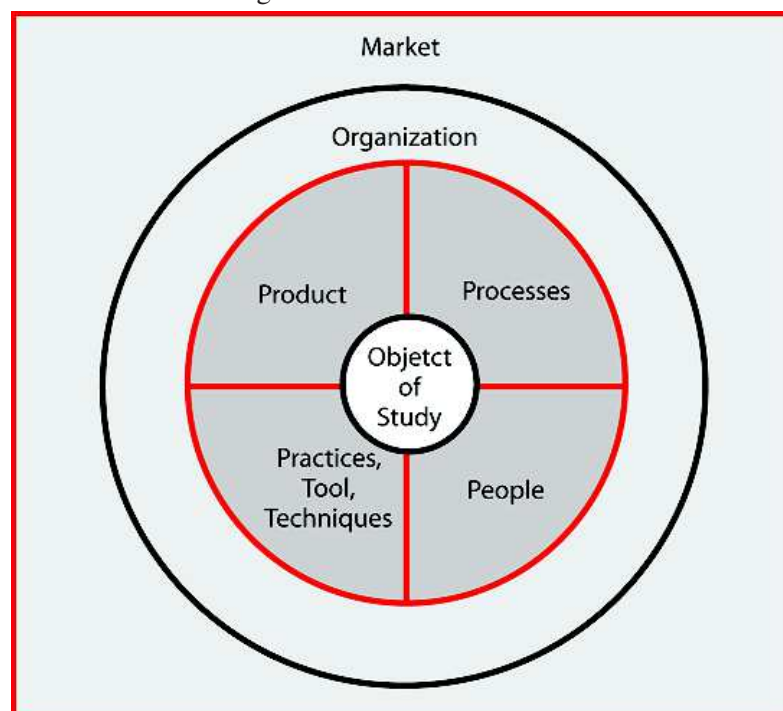 Market
Organization
Product
Processes
Objetct
of
Study
Practices,
Tool,
Techniques
People